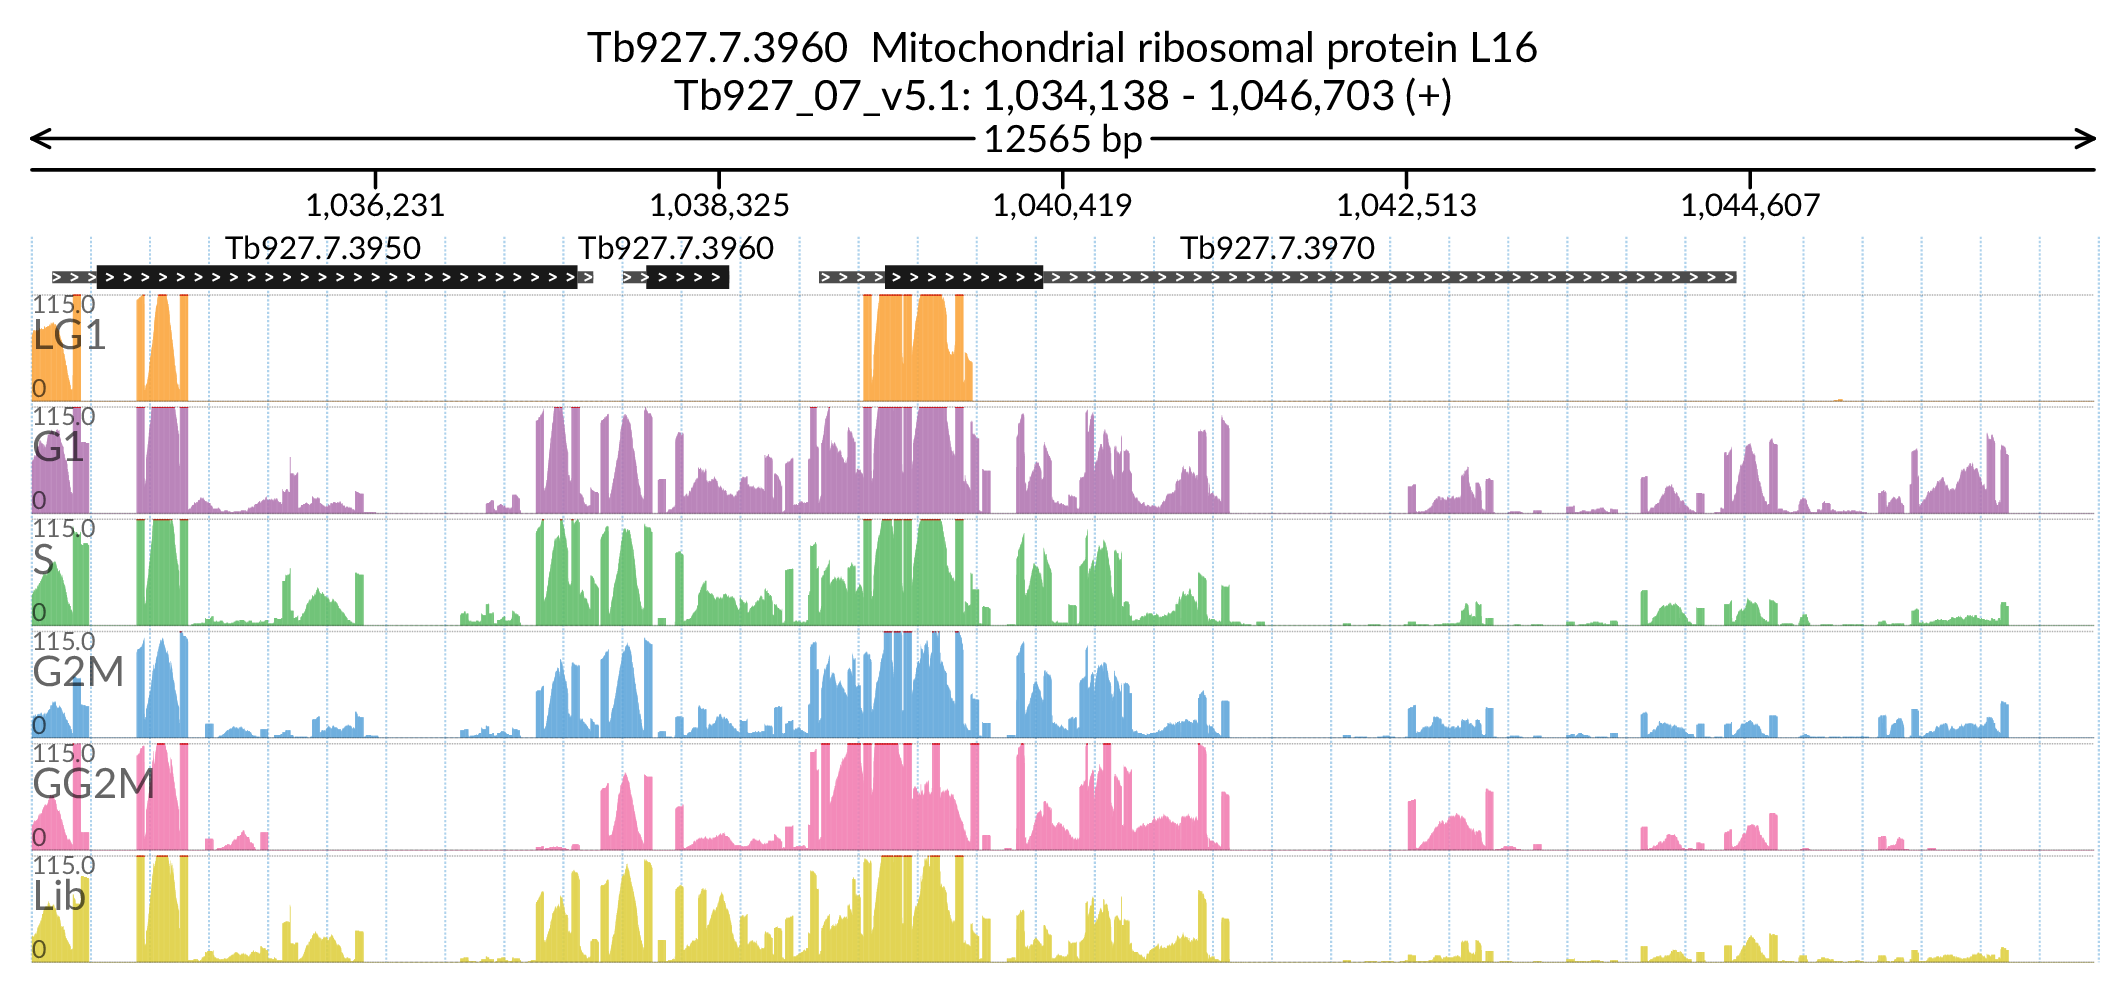 Tb927.7.3960  Mitochondrial ribosomal protein L16
Tb927_07_v5.1: 1,034,138 - 1,046,703 (+)
12565 bp
1,036,231 1,038,325 1,040,419 1,042,513 1,044,607
Tb927.7.3950 Tb927.7.3960 Tb927.7.3970
115.0
LG1
0
115.0
G1
0
115.0
S
0
115.0
G2M
0
115.0
GG2M
0
115.0
Lib
0